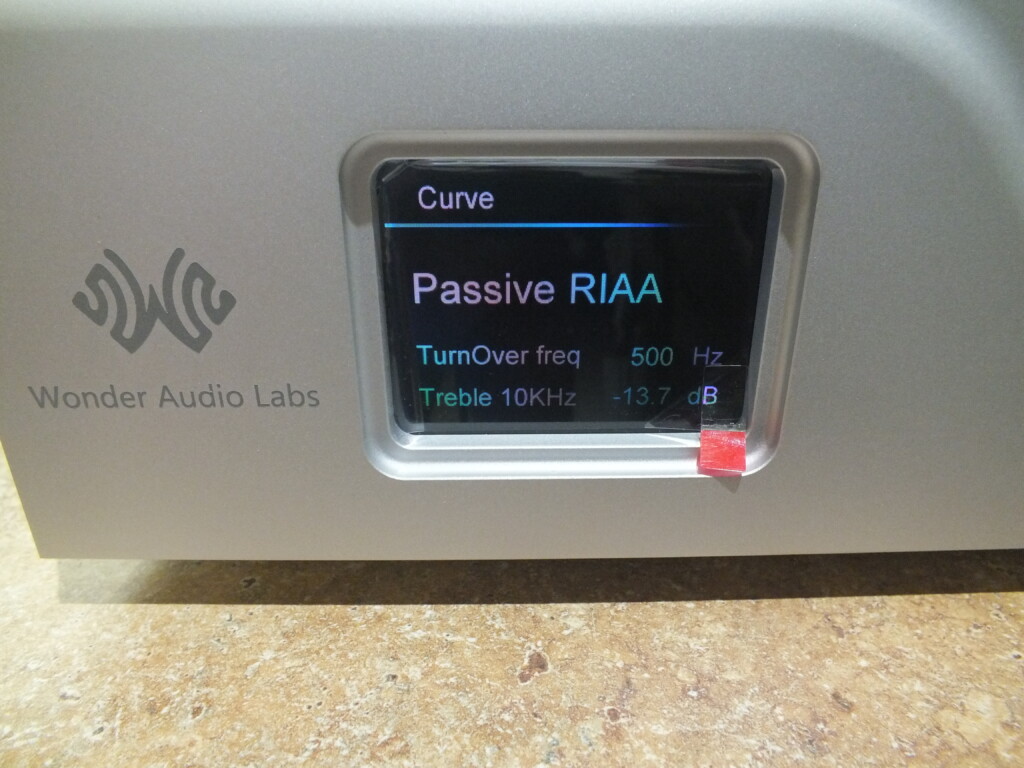 Curve
Passive RIAA
TurnOver freq 500 Hz
Treble 10KHz -13.7 dB
Wonder Audio Labs